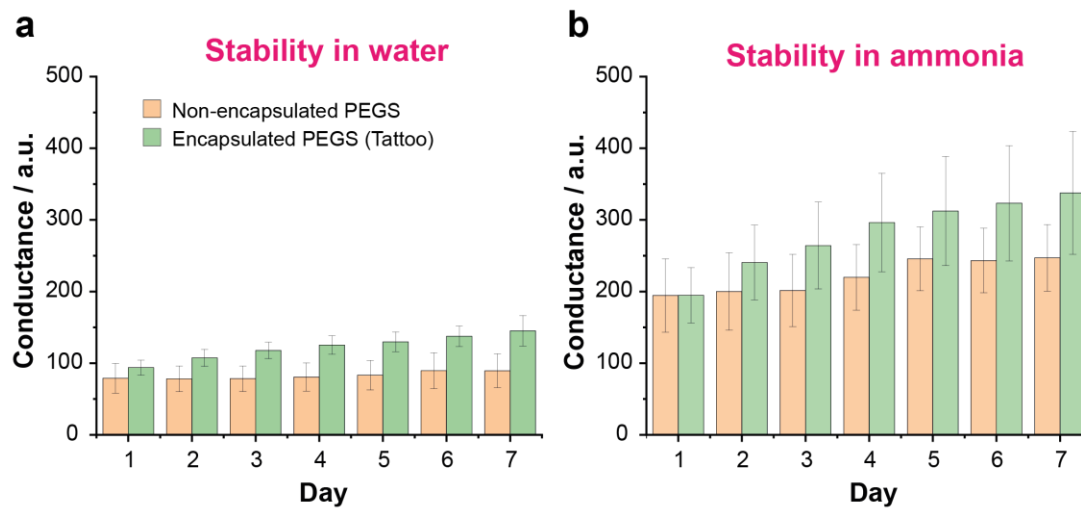 a
Stability in water
500
400
300
200
100
0
Conductance / a.u.
Non-encapsulated PEGS
Encapsulated PEGS (Tattoo)
1 2 3 4 5 6 7
Day
b
Stability in ammonia
500
400
300
200
100
0
Conductance / a.u.
1 2 3 4 5 6 7
Day